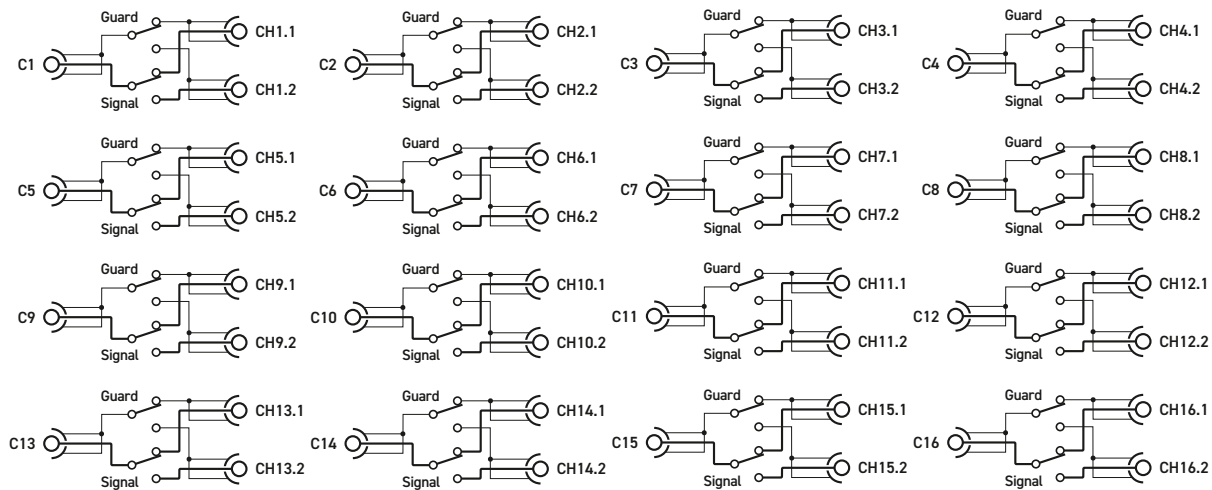 Guard CH1.1
C1
Signal CH1.2
Guard CH2.1
C2
Signal CH2.2
Guard CH3.1
C3
Signal CH3.2
Guard CH4.1
C4
Signal CH4.2
Guard CH5.1
C5
Signal CH5.2
Guard CH6.1
C6
Signal CH6.2
Guard CH7.1
C7
Signal CH7.2
Guard CH8.1
C8
Signal CH8.2
Guard CH9.1
C9
Signal CH9.2
Guard CH10.1
C10
Signal CH10.2
Guard CH11.1
C11
Signal CH11.2
Guard CH12.1
C12
Signal CH12.2
Guard CH13.1
C13
Signal CH13.2
Guard CH14.1
C14
Signal CH14.2
Guard CH15.1
C15
Signal CH15.2
Guard CH16.1
C16
Signal CH16.2